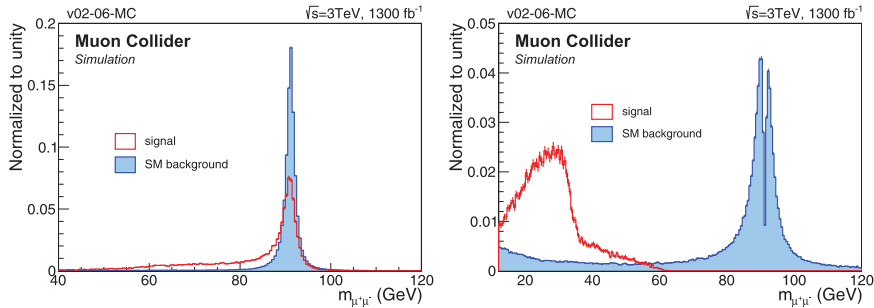 v02-06-MC √s=3TeV, 1300 fb⁻¹
Normalized to unity
0.2
0.15
0.1
0.05
0
Muon Collider
Simulation
signal
SM background
40 60 80 100 120
m_μ⁺μ⁻ (GeV)
v02-06-MC √s=3TeV, 1300 fb⁻¹
Normalized to unity
0.05
0.04
0.03
0.02
0.01
0
Muon Collider
Simulation
signal
SM background
20 40 60 80 100 120
m_μ⁺μ⁻ (GeV)